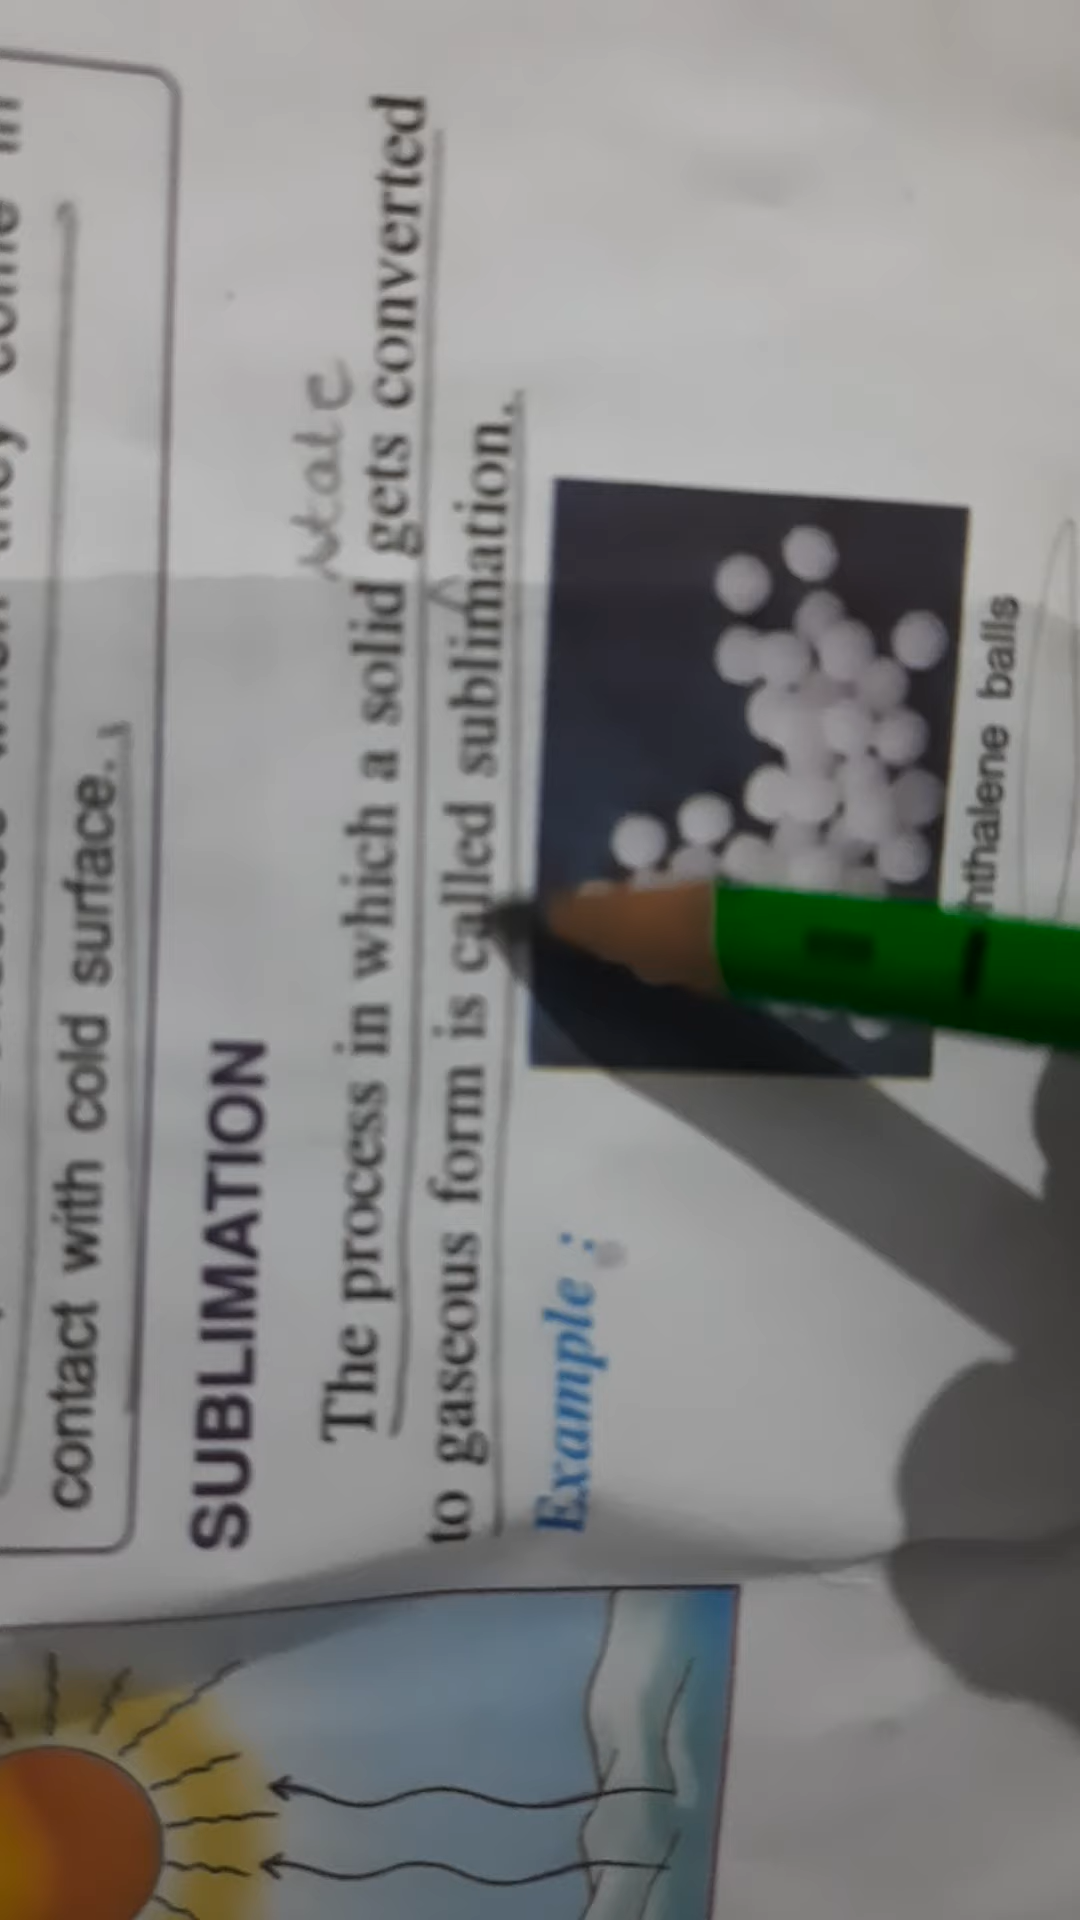 contact with cold surface.
SUBLIMATION
state
The process in which a solid gets converted
to gaseous form is called sublimation.
Example :
hthalene balls